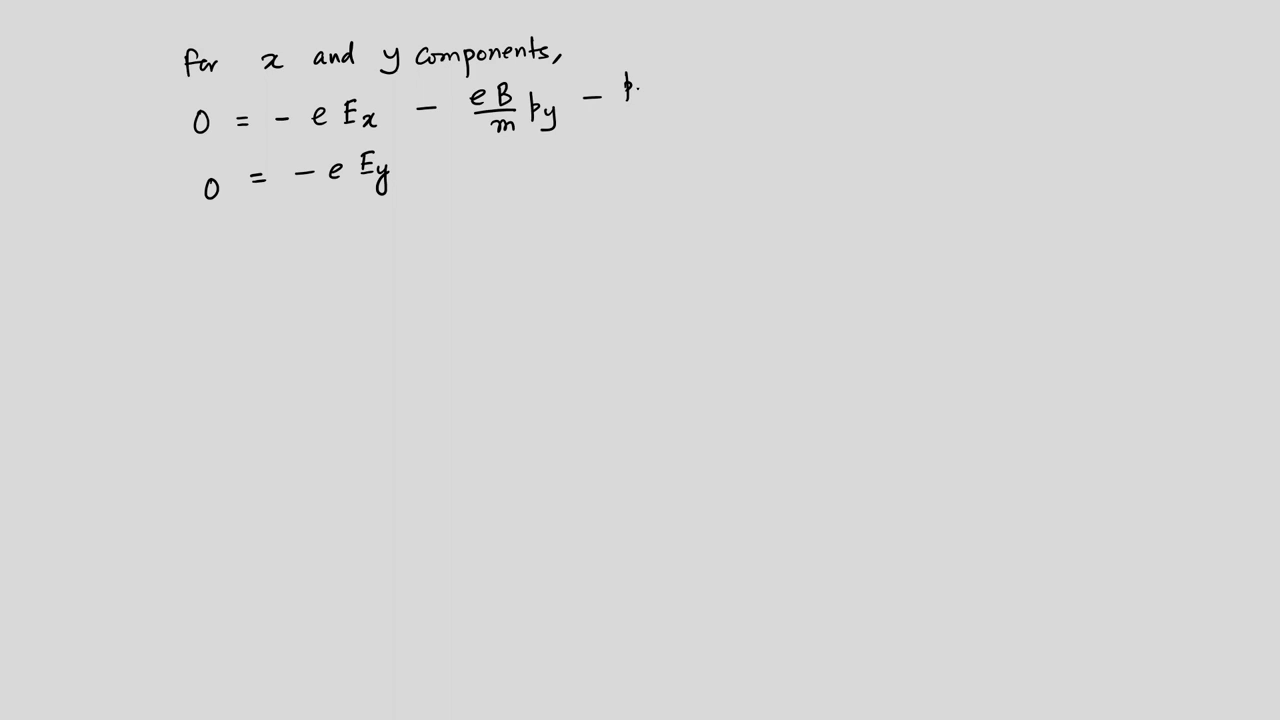 For x and y components,
0 = - e Ex - eB/m py - p
0 = - e Ey